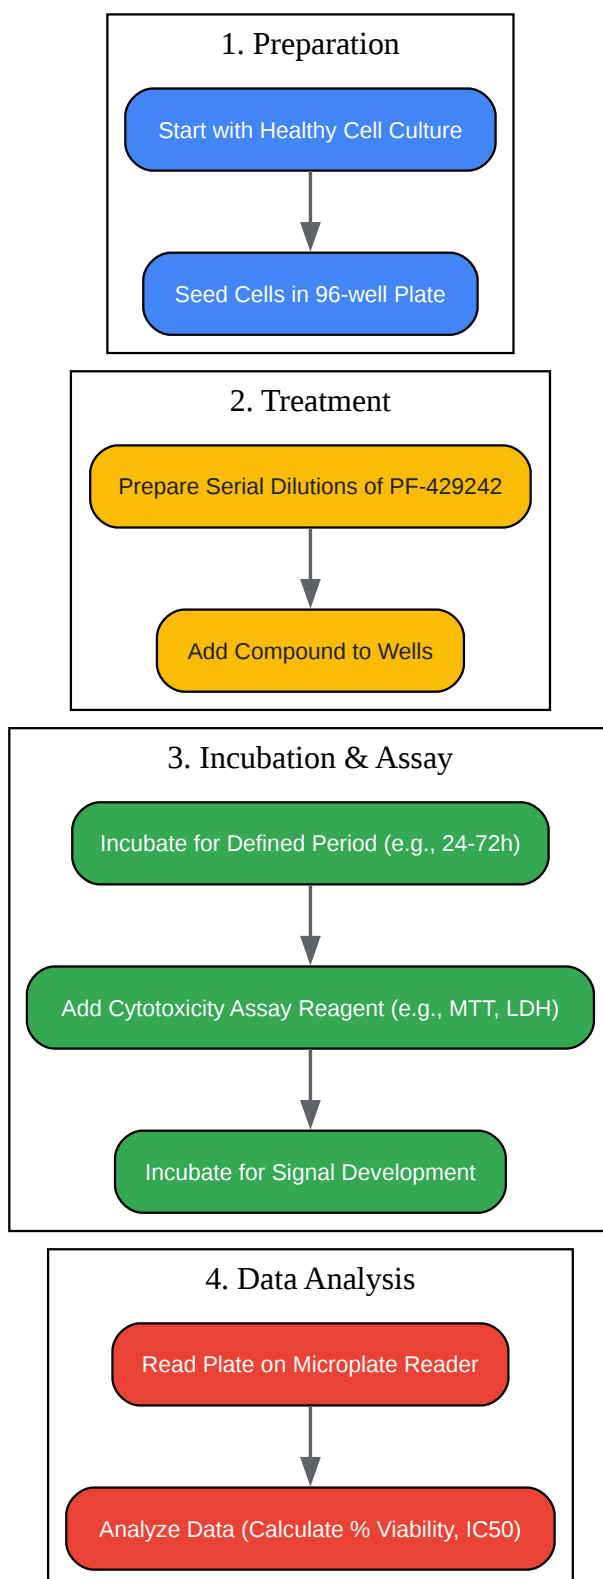 1. Preparation
Start with Healthy Cell Culture
Seed Cells in 96-well Plate
2. Treatment
Prepare Serial Dilutions of PF-429242
Add Compound to Wells
3. Incubation & Assay
Incubate for Defined Period (e.g., 24-72h)
Add Cytotoxicity Assay Reagent (e.g., MTT, LDH)
Incubate for Signal Development
4. Data Analysis
Read Plate on Microplate Reader
Analyze Data (Calculate % Viability, IC50)